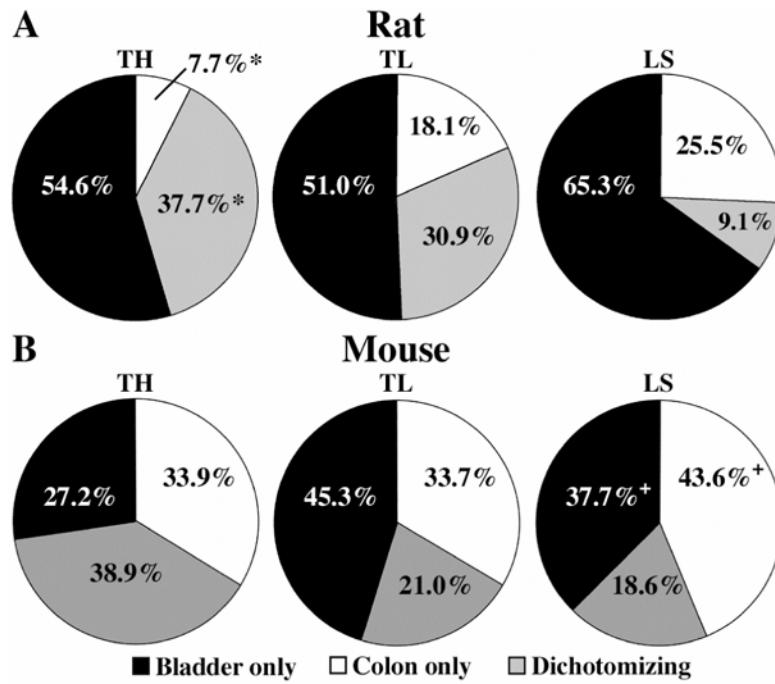 A Rat
TH TL LS
7.7%*
54.6% 37.7%*
51.0% 18.1% 30.9%
65.3% 25.5% 9.1%
B Mouse
TH TL LS
27.2% 33.9% 38.9%
45.3% 33.7% 21.0%
37.7%+ 43.6%+ 18.6%
Bladder only Colon only Dichotomizing